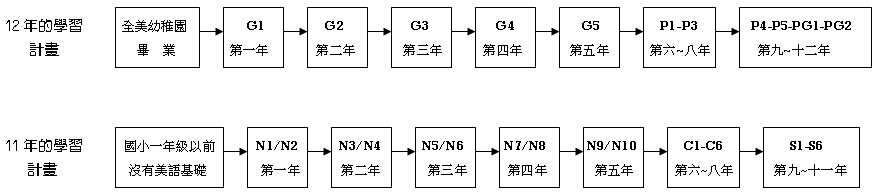 12年的學習
計畫
全美幼稚園
畢 業
G1
第一年
G2
第二年
G3
第三年
G4
第四年
G5
第五年
P1-P3
第六~八年
P4-P5-PG1-PG2
第九~十二年
11年的學習
計畫
國小一年級以前
沒有美語基礎
N1/N2
第一年
N3/N4
第二年
N5/N6
第三年
N7/N8
第四年
N9/N10
第五年
C1-C6
第六~八年
S1-S6
第九~十一年